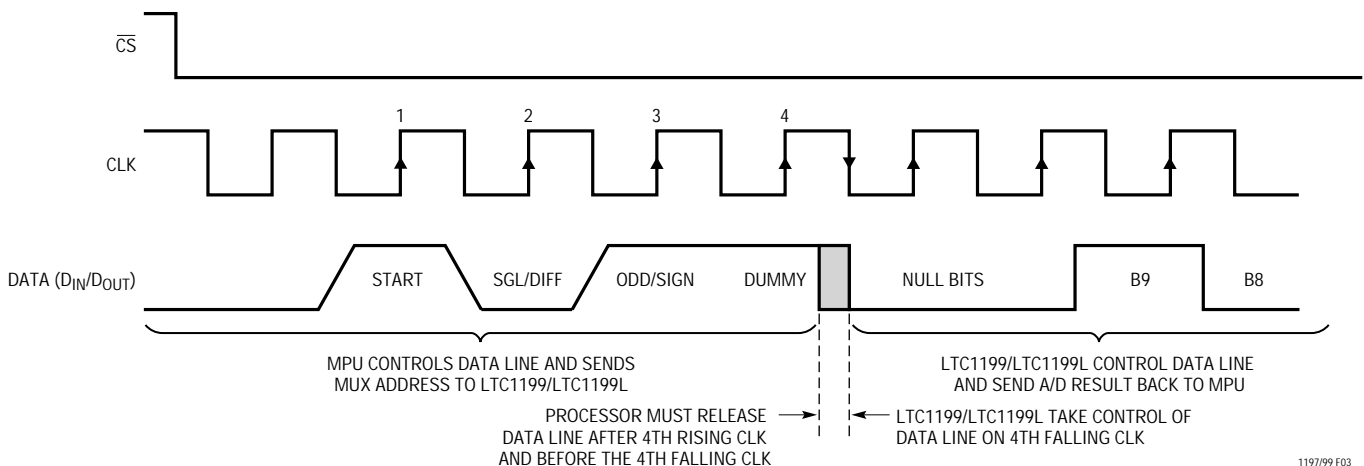 CS
1 2 3 4
CLK
DATA (DIN/DOUT)
START SGL/DIFF ODD/SIGN DUMMY NULL BITS B9 B8
MPU CONTROLS DATA LINE AND SENDS
MUX ADDRESS TO LTC1199/LTC1199L
LTC1199/LTC1199L CONTROL DATA LINE
AND SEND A/D RESULT BACK TO MPU
PROCESSOR MUST RELEASE
DATA LINE AFTER 4TH RISING CLK
AND BEFORE THE 4TH FALLING CLK
LTC1199/LTC1199L TAKE CONTROL OF
DATA LINE ON 4TH FALLING CLK
1197/99 F03